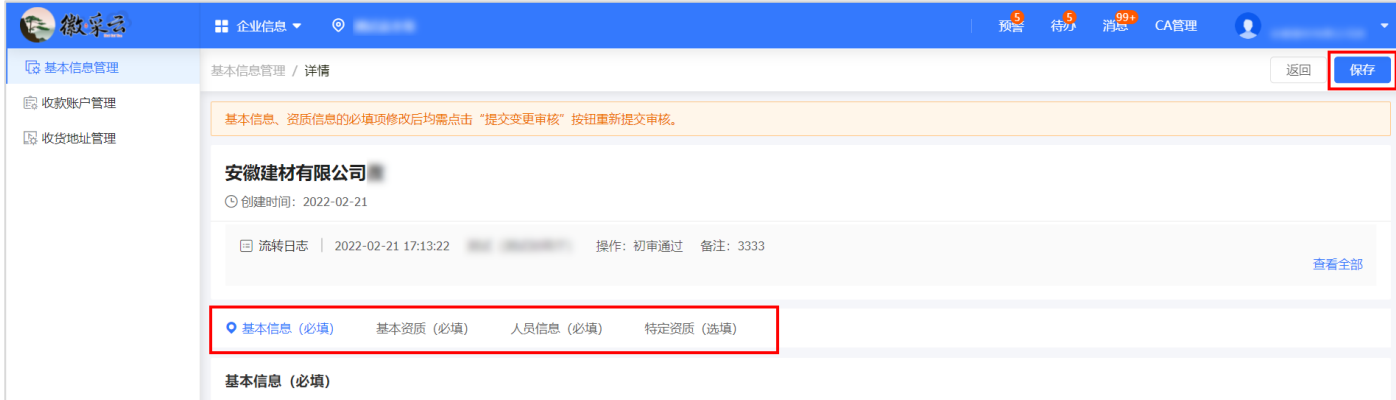 徽采云 企业信息 预警 5 待办 5 消息 99+ CA管理
基本信息管理
收款账户管理
收货地址管理
基本信息管理 / 详情 返回 保存
基本信息、资质信息的必填项修改后均需点击“提交变更审核”按钮重新提交审核。
安徽建材有限公司
创建时间：2022-02-21
流转日志 2022-02-21 17:13:22 操作：初审通过 备注：3333
查看全部
基本信息（必填） 基本资质（必填） 人员信息（必填） 特定资质（选填）
基本信息（必填）